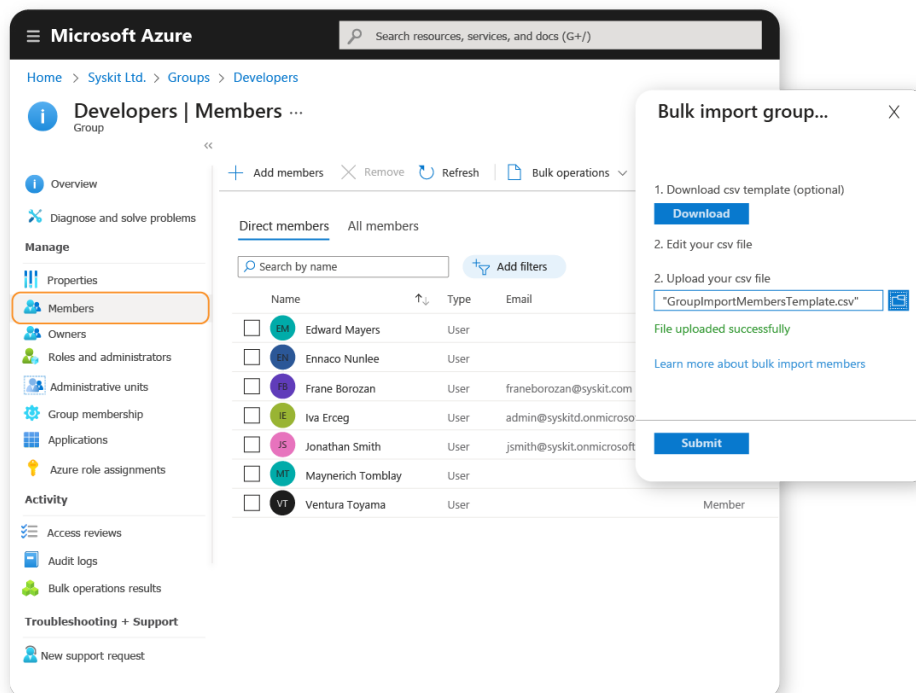 Microsoft Azure
Search resources, services, and docs (G+/)
Home > Syskit Ltd. > Groups > Developers
i
Developers | Members ...
Group
«
Overview
Diagnose and solve problems
Manage
Properties
Members
Owners
Roles and administrators
Administrative units
Group membership
Applications
Azure role assignments
Activity
Access reviews
Audit logs
Bulk operations results
Troubleshooting + Support
New support request
Add members Remove Refresh Bulk operations
Direct members All members
Search by name Add filters
Name Type Email
EM Edward Mayers User
EN Ennaco Nunlee User
FB Frane Borozan User franeborozan@syskit.com
IE Iva Erceg User admin@syskitd.onmicroso
JS Jonathan Smith User jsmith@syskit.onmicrosoft
MT Maynerich Tomblay User
VT Ventura Toyama User Member
Bulk import group... X
1. Download csv template (optional)
Download
2. Edit your csv file
2. Upload your csv file
"GroupImportMembersTemplate.csv"
File uploaded successfully
Learn more about bulk import members
Submit